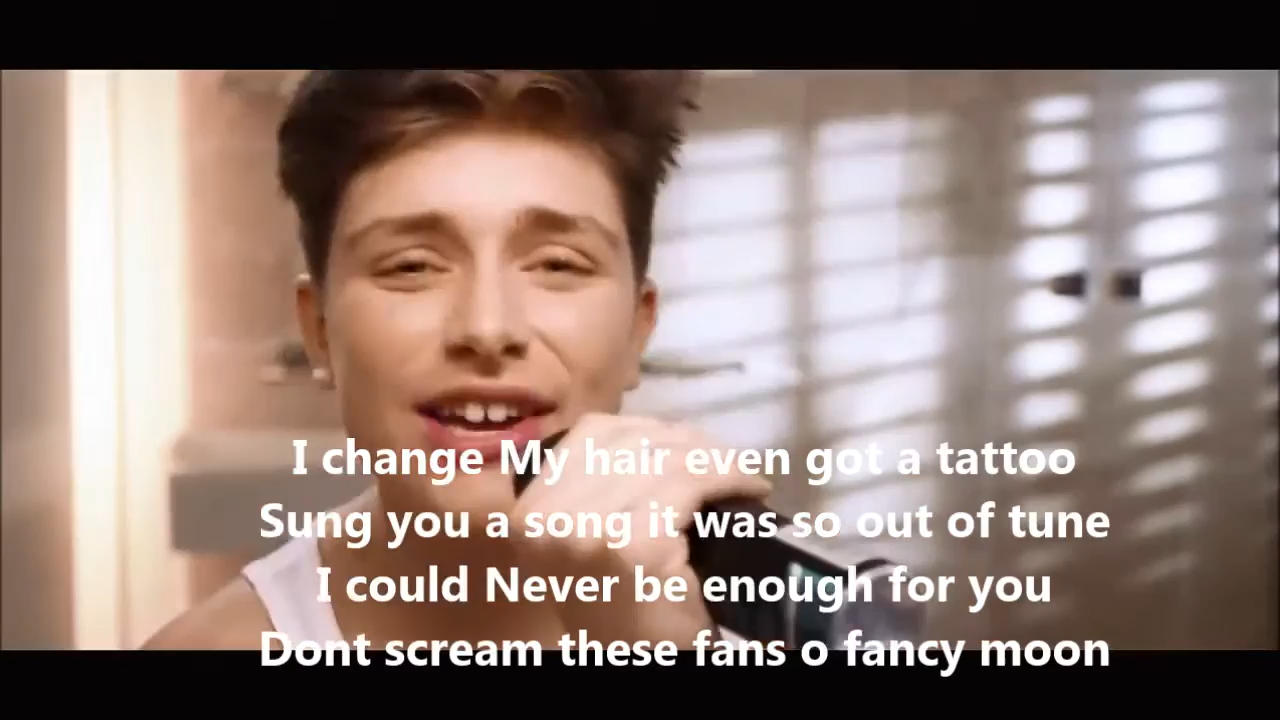 I change My hair even got a tattoo
Sung you a song it was so out of tune
I could Never be enough for you
Dont scream these fans o fancy moon